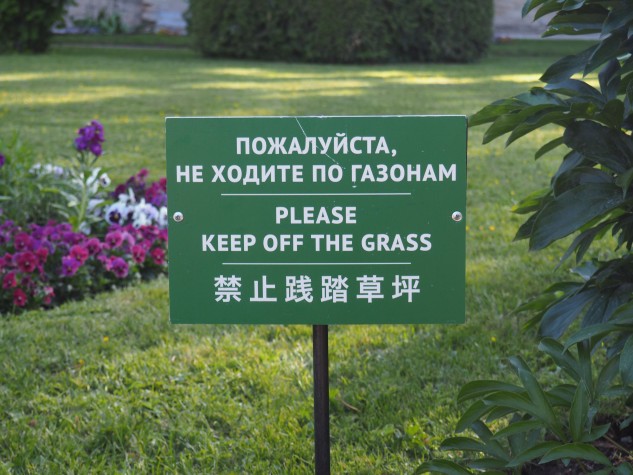 ПОЖАЛУЙСТА,
НЕ ХОДИТЕ ПО ГАЗОНАМ
PLEASE
KEEP OFF THE GRASS
禁止践踏草坪